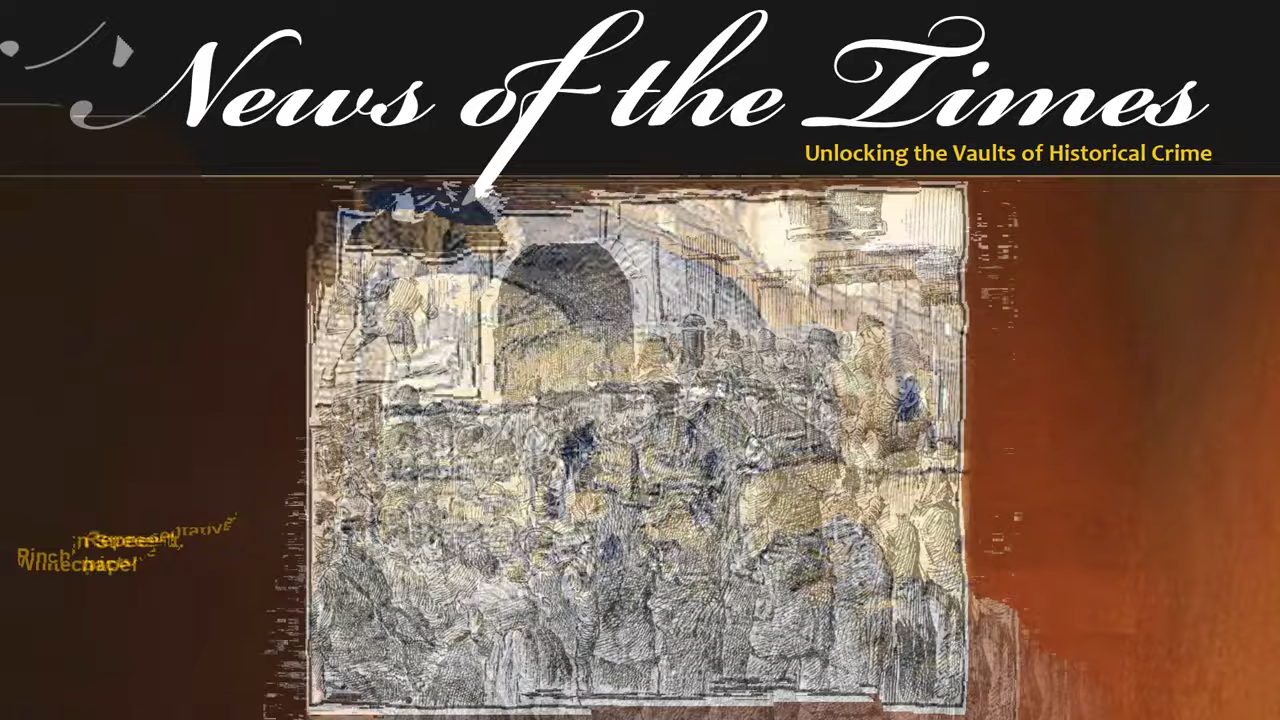 News of the Times
Unlocking the Vaults of Historical Crime